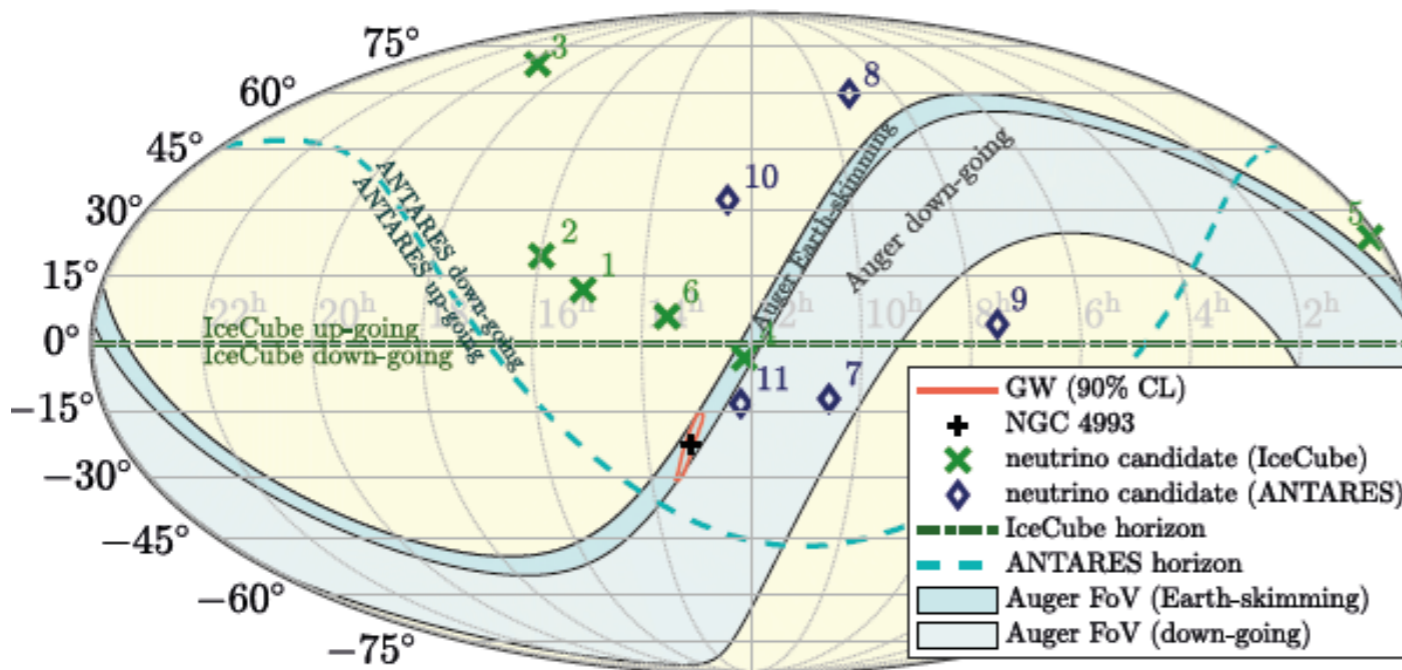 75°
60°
45°
30°
15°
0°
−15°
−30°
−45°
−60°
−75°
3
8
10
5
2
1
6
9
4
11
7
22ʰ
20ʰ
16ʰ
14ʰ
12ʰ
10ʰ
8ʰ
6ʰ
4ʰ
2ʰ
ANTARES down-going
ANTARES up-going
IceCube up-going
IceCube down-going
Auger Earth-skimming
Auger down-going
GW (90% CL)
NGC 4993
neutrino candidate (IceCube)
neutrino candidate (ANTARES)
IceCube horizon
ANTARES horizon
Auger FoV (Earth-skimming)
Auger FoV (down-going)